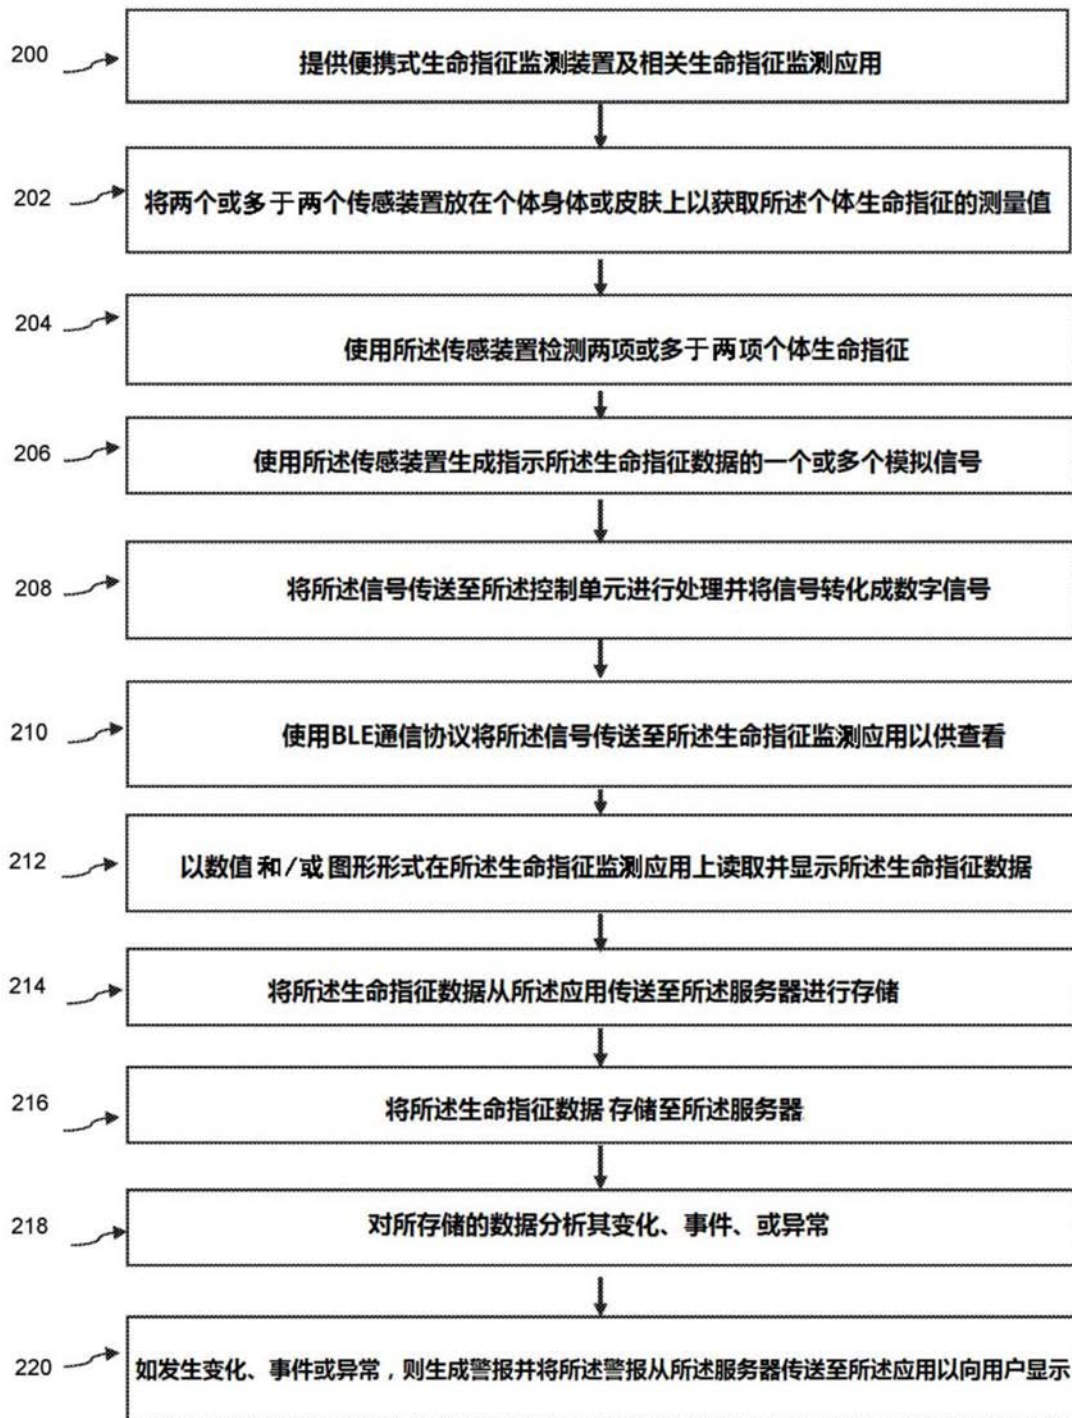 200
提供便携式生命指征监测装置及相关生命指征监测应用
202
将两个或多于两个传感装置放在个体身体或皮肤上以获取所述个体生命指征的测量值
204
使用所述传感装置检测两项或多于两项个体生命指征
206
使用所述传感装置生成指示所述生命指征数据的一个或多个模拟信号
208
将所述信号传送至所述控制单元进行处理并将信号转化成数字信号
210
使用BLE通信协议将所述信号传送至所述生命指征监测应用以供查看
212
以数值和/或图形形式在所述生命指征监测应用上读取并显示所述生命指征数据
214
将所述生命指征数据从所述应用传送至所述服务器进行存储
216
将所述生命指征数据存储至所述服务器
218
对所存储的数据分析其变化、事件、或异常
220
如发生变化、事件或异常，则生成警报并将所述警报从所述服务器传送至所述应用以向用户显示